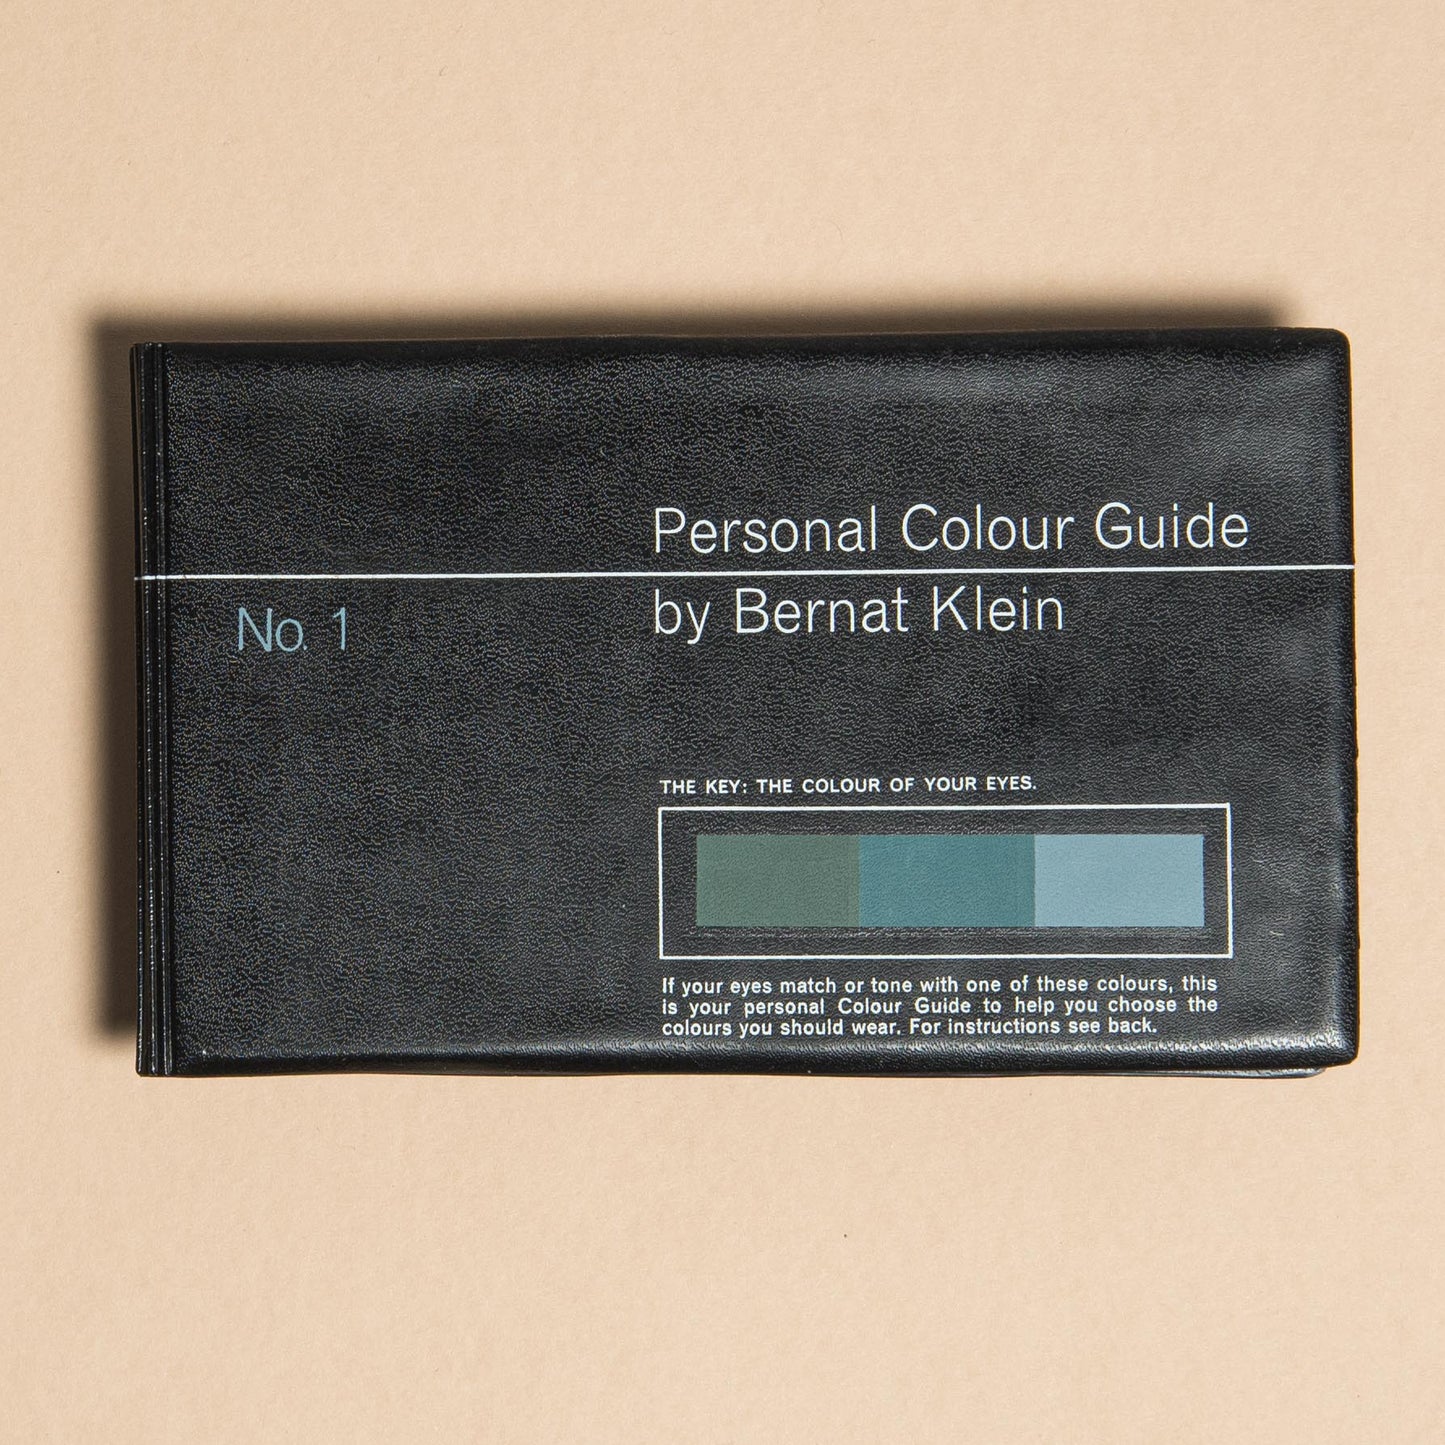 Personal Colour Guide
by Bernat Klein
No. 1
THE KEY: THE COLOUR OF YOUR EYES.
If your eyes match or tone with one of these colours, this
is your personal Colour Guide to help you choose the
colours you should wear. For instructions see back.